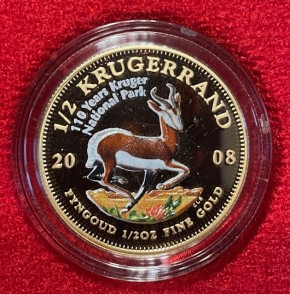 1/2 KRUGERRAND
110 Years Kruger
National Park
20 08
FYNGOUD 1/2OZ FINE GOLD